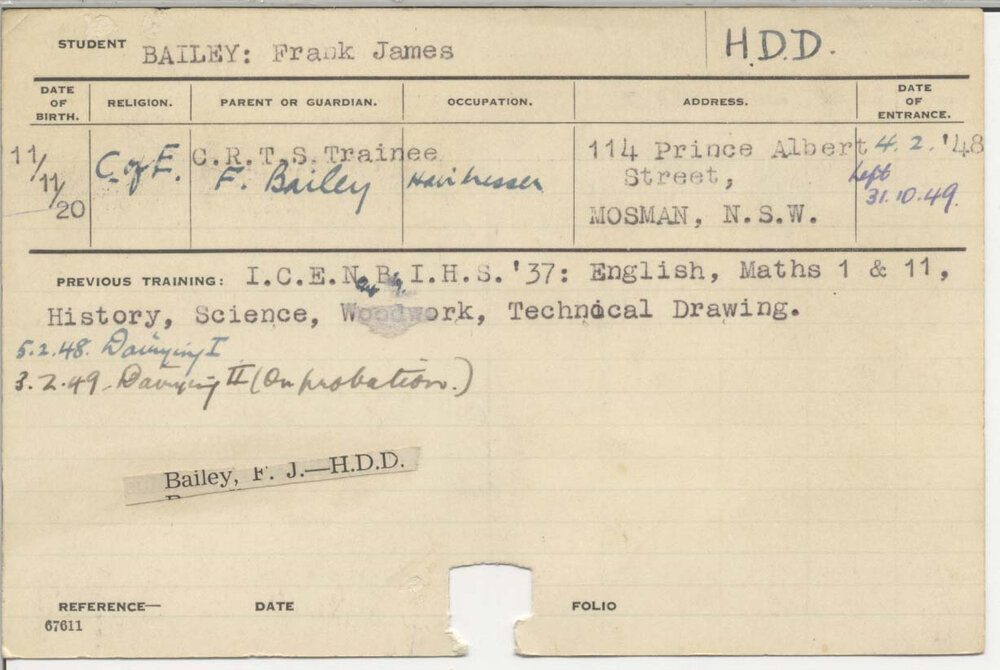 STUDENT BAILEY: Frank James H.D.D.
DATE OF BIRTH. RELIGION. PARENT OR GUARDIAN. OCCUPATION. ADDRESS. DATE OF ENTRANCE.
11/11/20 C of E. C.R.T.S. Trainee 114 Prince Albert 4.2.'48
F. Bailey Hairdresser Street, Left
MOSMAN, N.S.W. 31.10.49.
PREVIOUS TRAINING: I.C.E.N. I.H.S. '37: English, Maths 1 & 11,
History, Science, Woodwork, Technical Drawing.
5.2.48. Dairying I
3.2.49. Dairying II (On probation.)
Bailey, F. J.—H.D.D.
REFERENCE— DATE FOLIO
67611